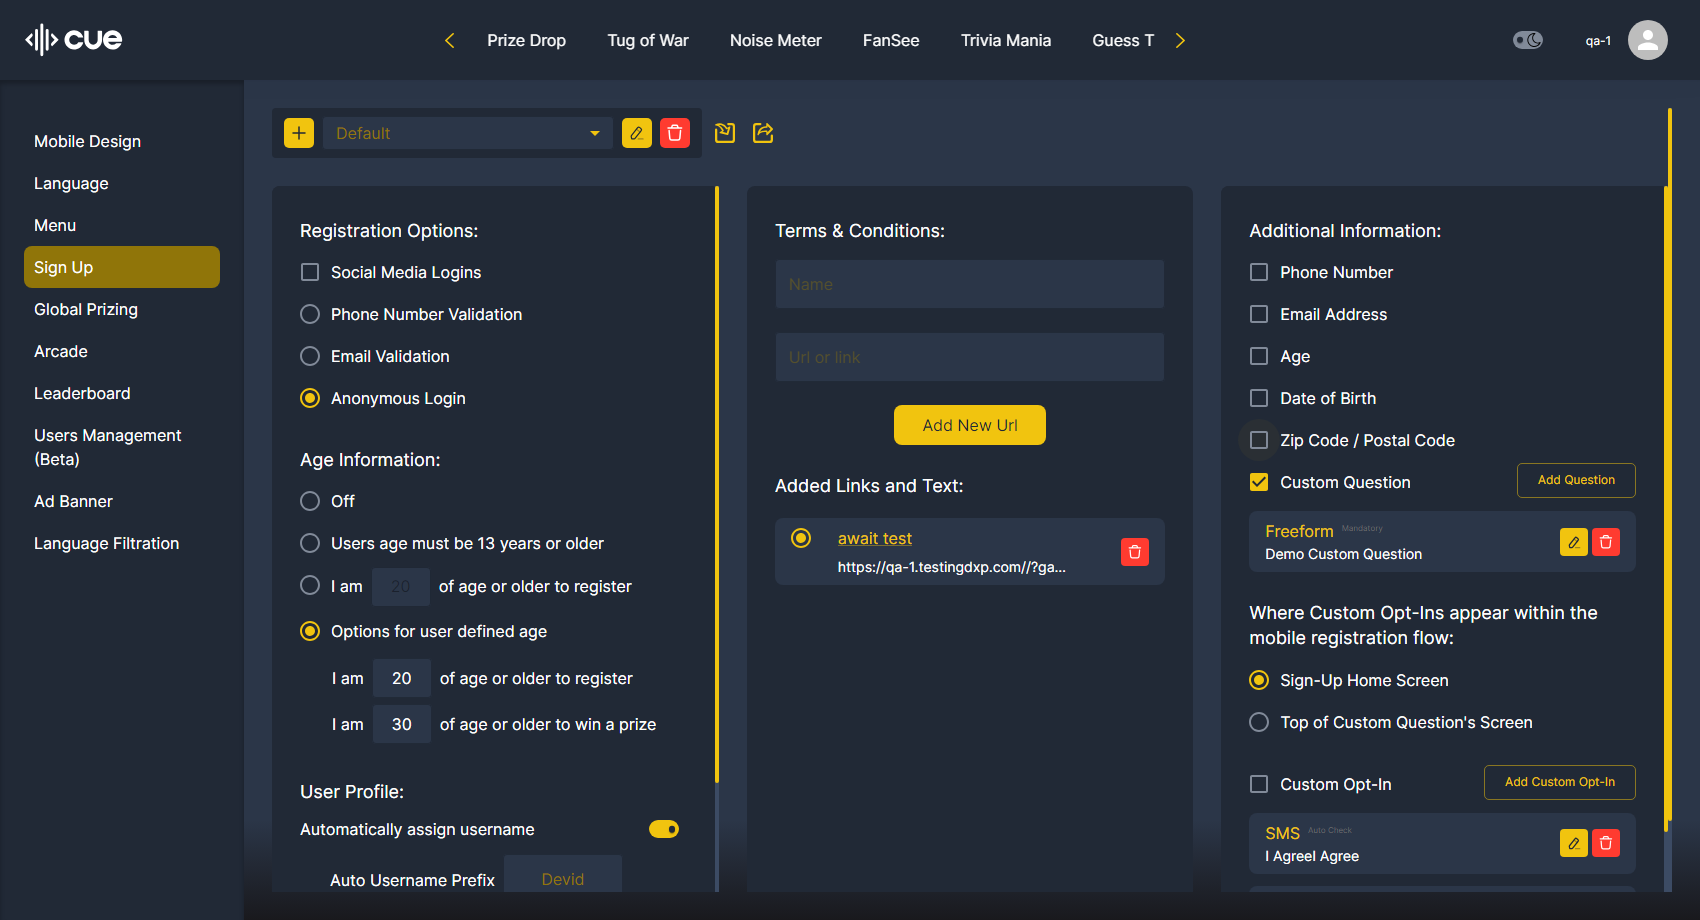 cue
Prize Drop
Tug of War
Noise Meter
FanSee
Trivia Mania
Guess T
qa-1
Mobile Design
Language
Menu
Sign Up
Global Prizing
Arcade
Leaderboard
Users Management
(Beta)
Ad Banner
Language Filtration
Default
Registration Options:
Social Media Logins
Phone Number Validation
Email Validation
Anonymous Login
Age Information:
Off
Users age must be 13 years or older
I am 20 of age or older to register
Options for user defined age
I am 20 of age or older to register
I am 30 of age or older to win a prize
User Profile:
Automatically assign username
Auto Username Prefix Devid
Terms & Conditions:
Name
Url or link
Add New Url
Added Links and Text:
await test
https://qa-1.testingdxp.com//?ga...
Additional Information:
Phone Number
Email Address
Age
Date of Birth
Zip Code / Postal Code
Custom Question
Add Question
Freeform Mandatory
Demo Custom Question
Where Custom Opt-Ins appear within the
mobile registration flow:
Sign-Up Home Screen
Top of Custom Question's Screen
Custom Opt-In
Add Custom Opt-In
SMS Auto Check
I AgreeI Agree